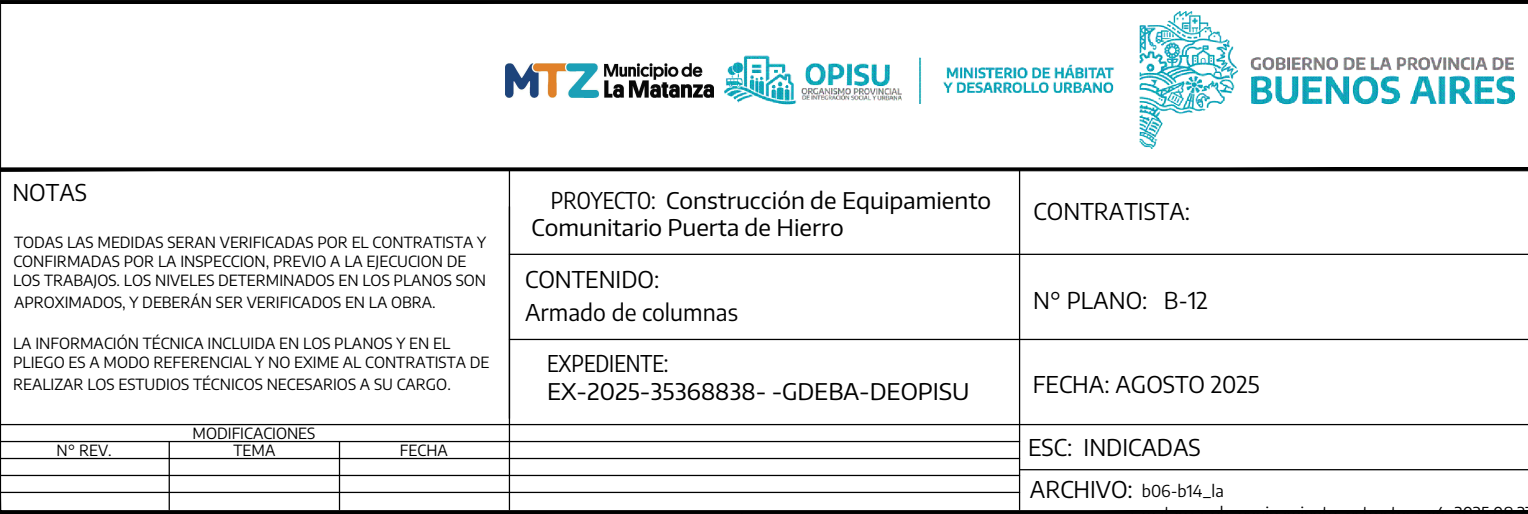 MTZ Municipio de
La Matanza
OPISU
ORGANISMO PROVINCIAL
DE INTEGRACIÓN SOCIAL Y URBANA
MINISTERIO DE HÁBITAT
Y DESARROLLO URBANO
GOBIERNO DE LA PROVINCIA DE
BUENOS AIRES
NOTAS
TODAS LAS MEDIDAS SERAN VERIFICADAS POR EL CONTRATISTA Y
CONFIRMADAS POR LA INSPECCION, PREVIO A LA EJECUCION DE
LOS TRABAJOS. LOS NIVELES DETERMINADOS EN LOS PLANOS SON
APROXIMADOS, Y DEBERÁN SER VERIFICADOS EN LA OBRA.
LA INFORMACIÓN TÉCNICA INCLUIDA EN LOS PLANOS Y EN EL
PLIEGO ES A MODO REFERENCIAL Y NO EXIME AL CONTRATISTA DE
REALIZAR LOS ESTUDIOS TÉCNICOS NECESARIOS A SU CARGO.
MODIFICACIONES
N° REV. TEMA FECHA
PROYECTO: Construcción de Equipamiento
Comunitario Puerta de Hierro
CONTENIDO:
Armado de columnas
EXPEDIENTE:
EX-2025-35368838- -GDEBA-DEOPISU
CONTRATISTA:
N° PLANO: B-12
FECHA: AGOSTO 2025
ESC: INDICADAS
ARCHIVO: b06-b14_la